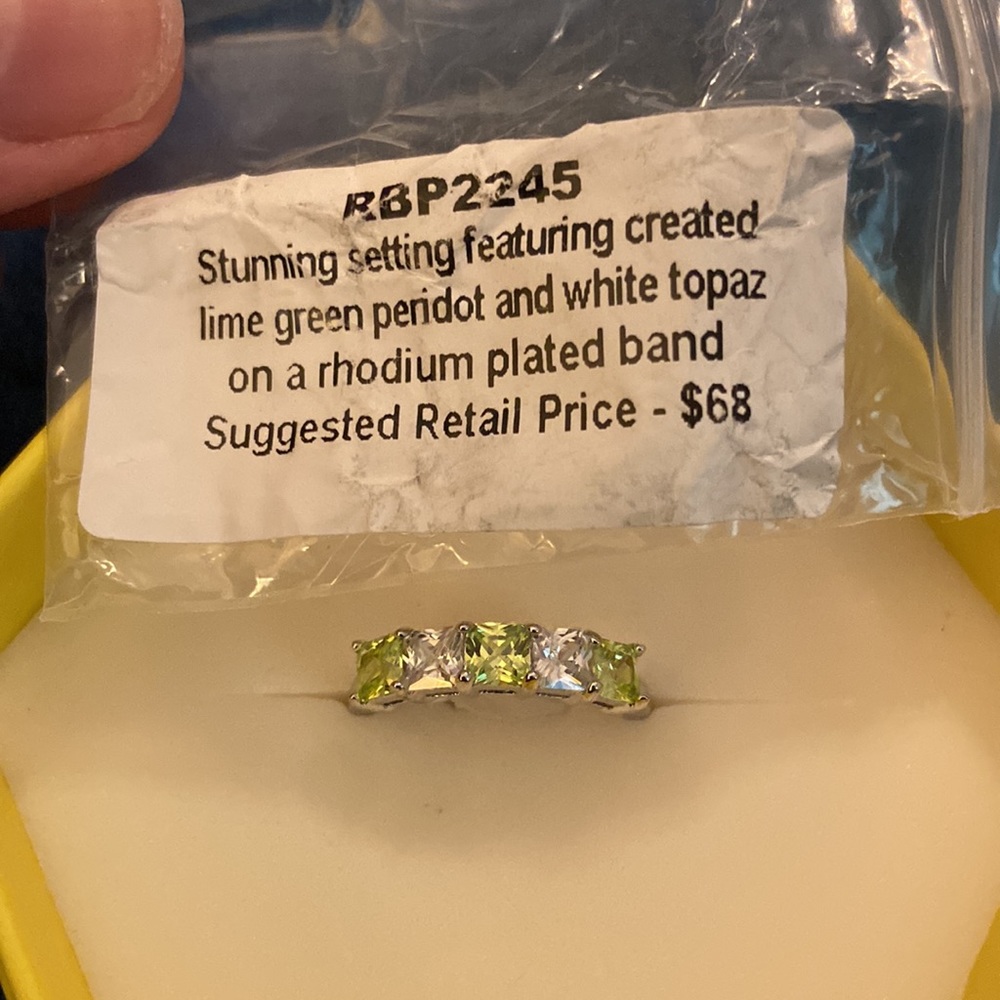 RBP2245
Stunning setting featuring created
lime green peridot and white topaz
on a rhodium plated band
Suggested Retail Price - $68